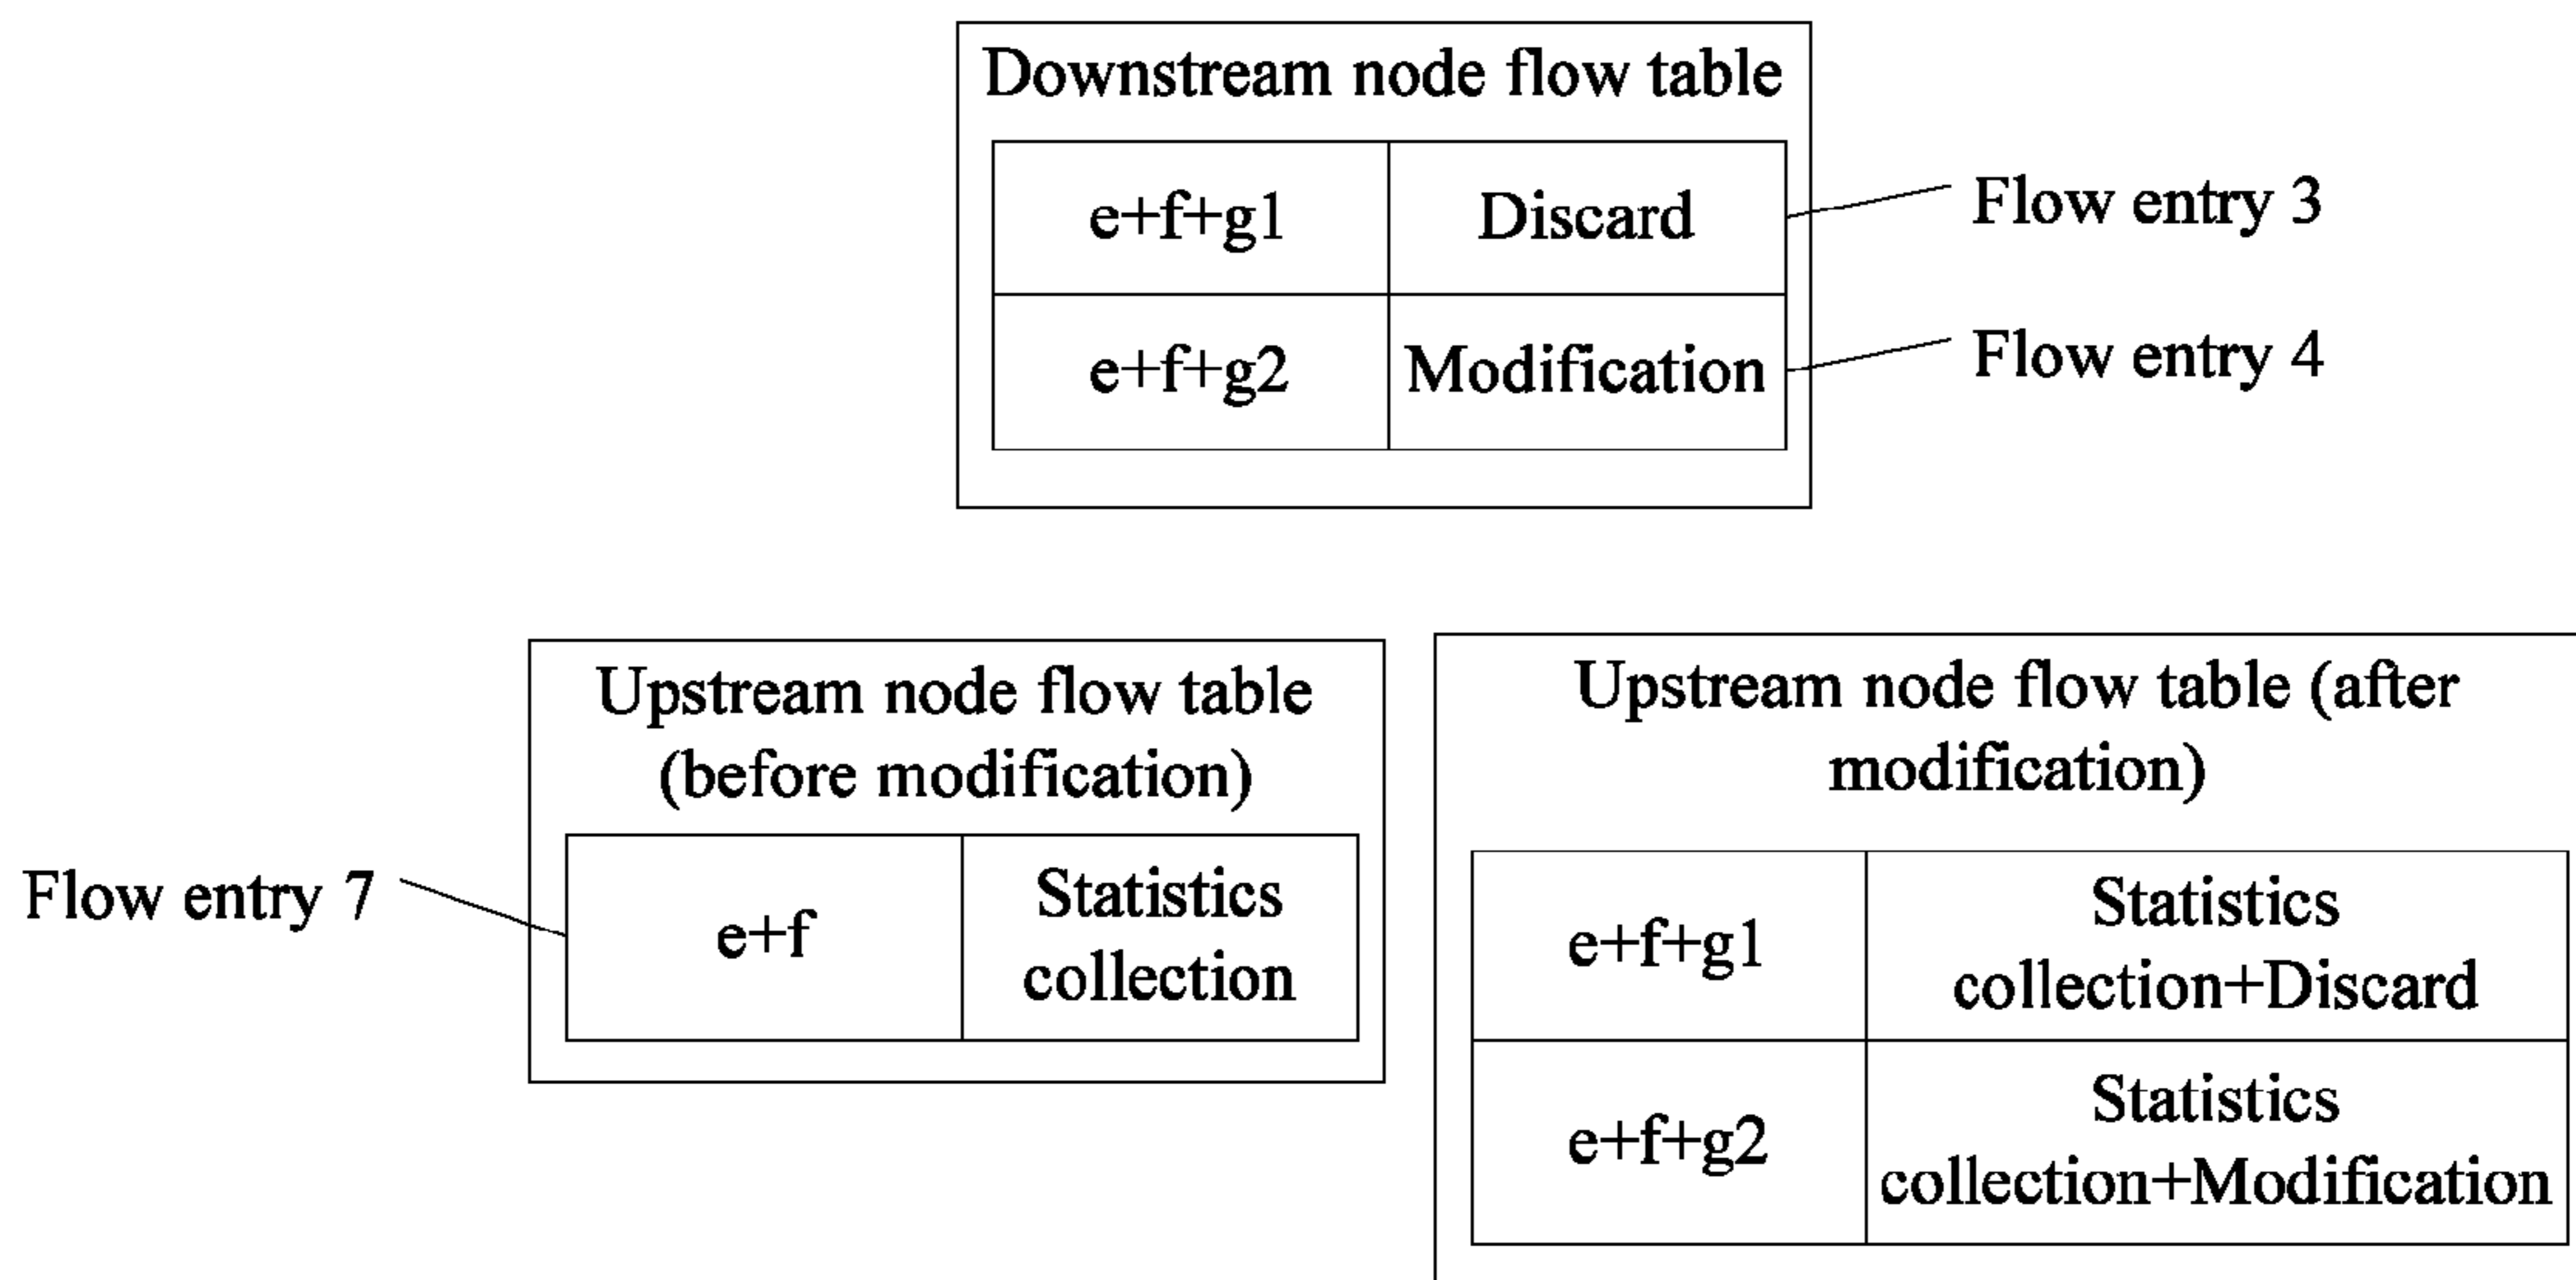 Downstream node flow table
e+f+g1
Discard
Flow entry 3
e+f+g2
Modification
Flow entry 4
Upstream node flow table
(before modification)
Flow entry 7
e+f
Statistics
collection
Upstream node flow table (after
modification)
e+f+g1
Statistics
collection+Discard
e+f+g2
Statistics
collection+Modification